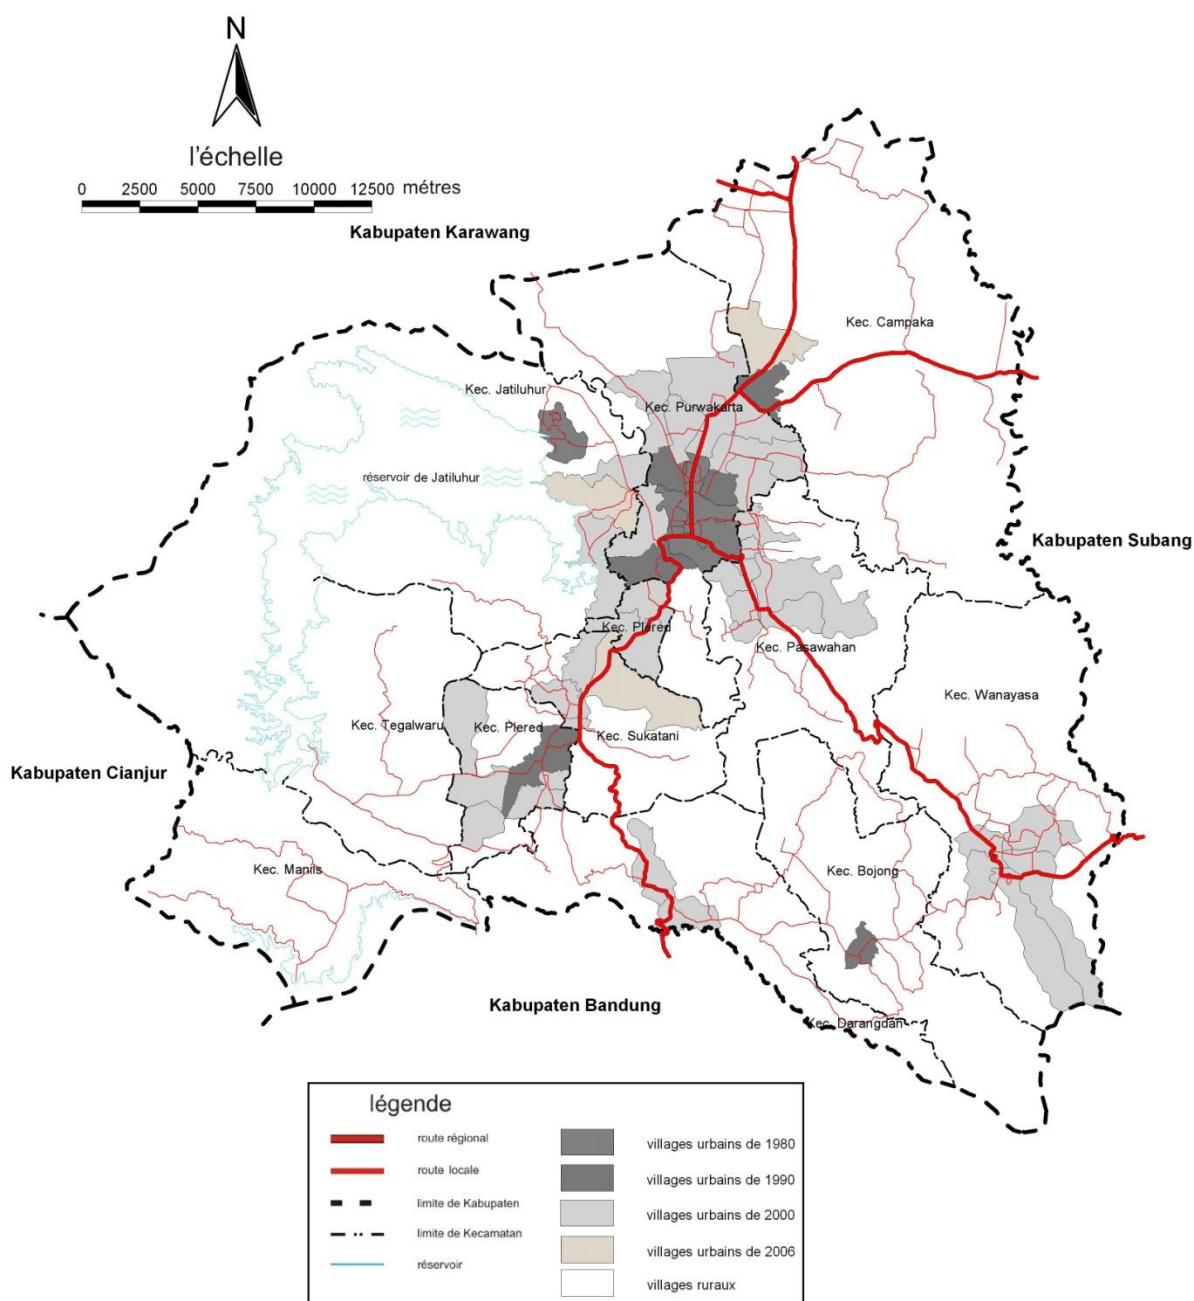 N
l'échelle
0 2500 5000 7500 10000 12500 métres
Kabupaten Karawang
Kec. Campaka
Kec. Jatiluhur
Kec. Purwakarta
réservoir de Jatiluhur
Kabupaten Subang
Kec. Plered
Kec. Pasawahan
Kec. Wanayasa
Kec. Tegalwaru
Kec. Plered
Kec. Sukatani
Kabupaten Cianjur
Kec. Maniis
Kec. Bojong
Kabupaten Bandung
Kec. Darangdan
légende
route régional
route locale
limite de Kabupaten
limite de Kecamatan
réservoir
villages urbains de 1980
villages urbains de 1990
villages urbains de 2000
villages urbains de 2006
villages ruraux